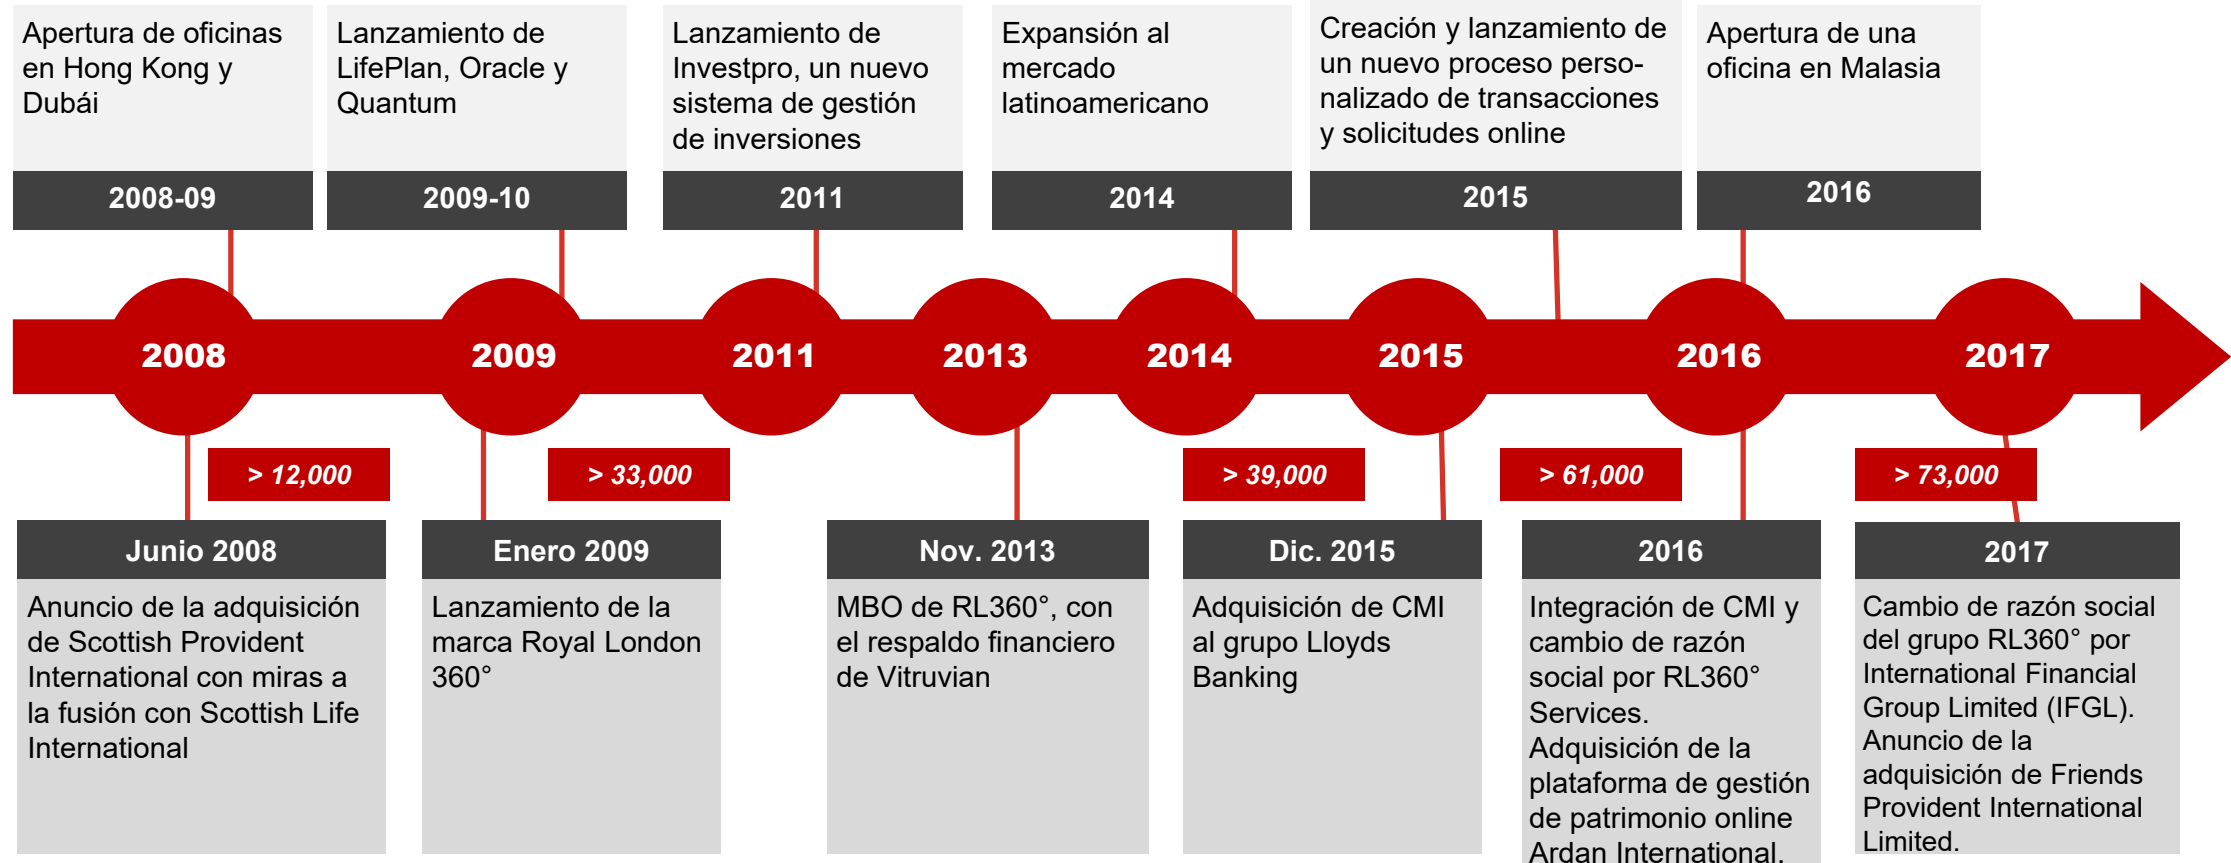 Apertura de oficinas
en Hong Kong y
Dubái
2008-09
Lanzamiento de
LifePlan, Oracle y
Quantum
2009-10
Lanzamiento de
Investpro, un nuevo
sistema de gestión
de inversiones
2011
Expansión al
mercado
latinoamericano
2014
Creación y lanzamiento de
un nuevo proceso perso-
nalizado de transacciones
y solicitudes online
2015
Apertura de una
oficina en Malasia
2016
2008
2009
2011
2013
2014
2015
2016
2017
> 12,000
> 33,000
> 39,000
> 61,000
> 73,000
Junio 2008
Anuncio de la adquisición
de Scottish Provident
International con miras a
la fusión con Scottish Life
International
Enero 2009
Lanzamiento de la
marca Royal London
360°
Nov. 2013
MBO de RL360°, con
el respaldo financiero
de Vitruvian
Dic. 2015
Adquisición de CMI
al grupo Lloyds
Banking
2016
Integración de CMI y
cambio de razón
social por RL360°
Services.
Adquisición de la
plataforma de gestión
de patrimonio online
Ardan International.
2017
Cambio de razón social
del grupo RL360° por
International Financial
Group Limited (IFGL).
Anuncio de la
adquisición de Friends
Provident International
Limited.